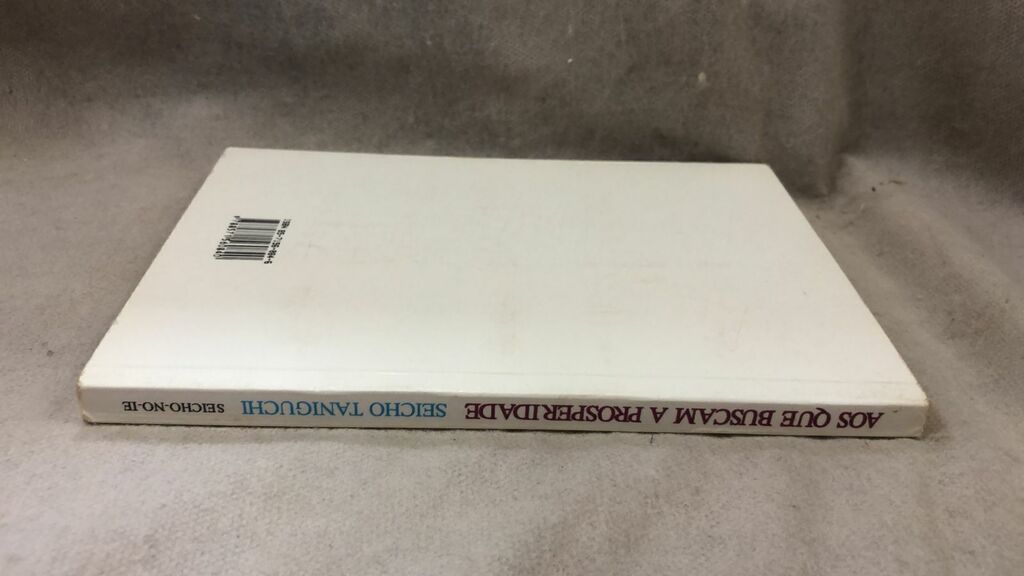 AOS QUE BUSCAM A PROSPERIDADE
SEICHO TANIGUCHI
SEICHO-NO-IE